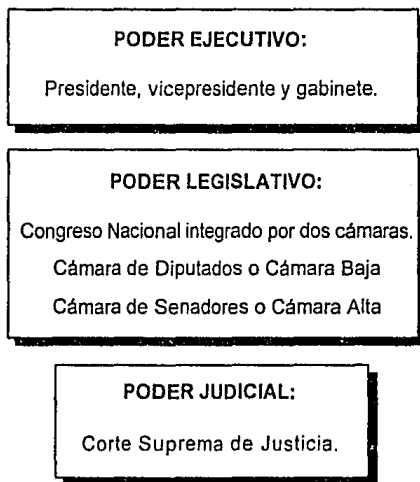 PODER EJECUTIVO:
Presidente, vicepresidente y gabinete.
PODER LEGISLATIVO:
Congreso Nacional integrado por dos cámaras.
Cámara de Diputados o Cámara Baja
Cámara de Senadores o Cámara Alta
PODER JUDICIAL:
Corte Suprema de Justicia.